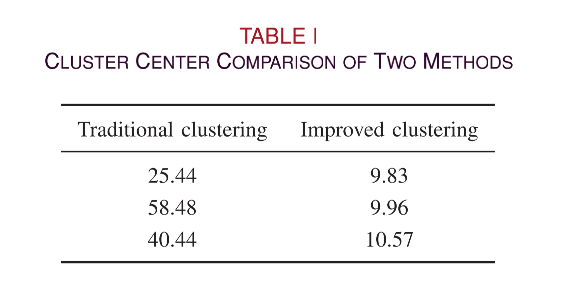 TABLE I
CLUSTER CENTER COMPARISON OF TWO METHODS
Traditional clustering Improved clustering
25.44 9.83
58.48 9.96
40.44 10.57